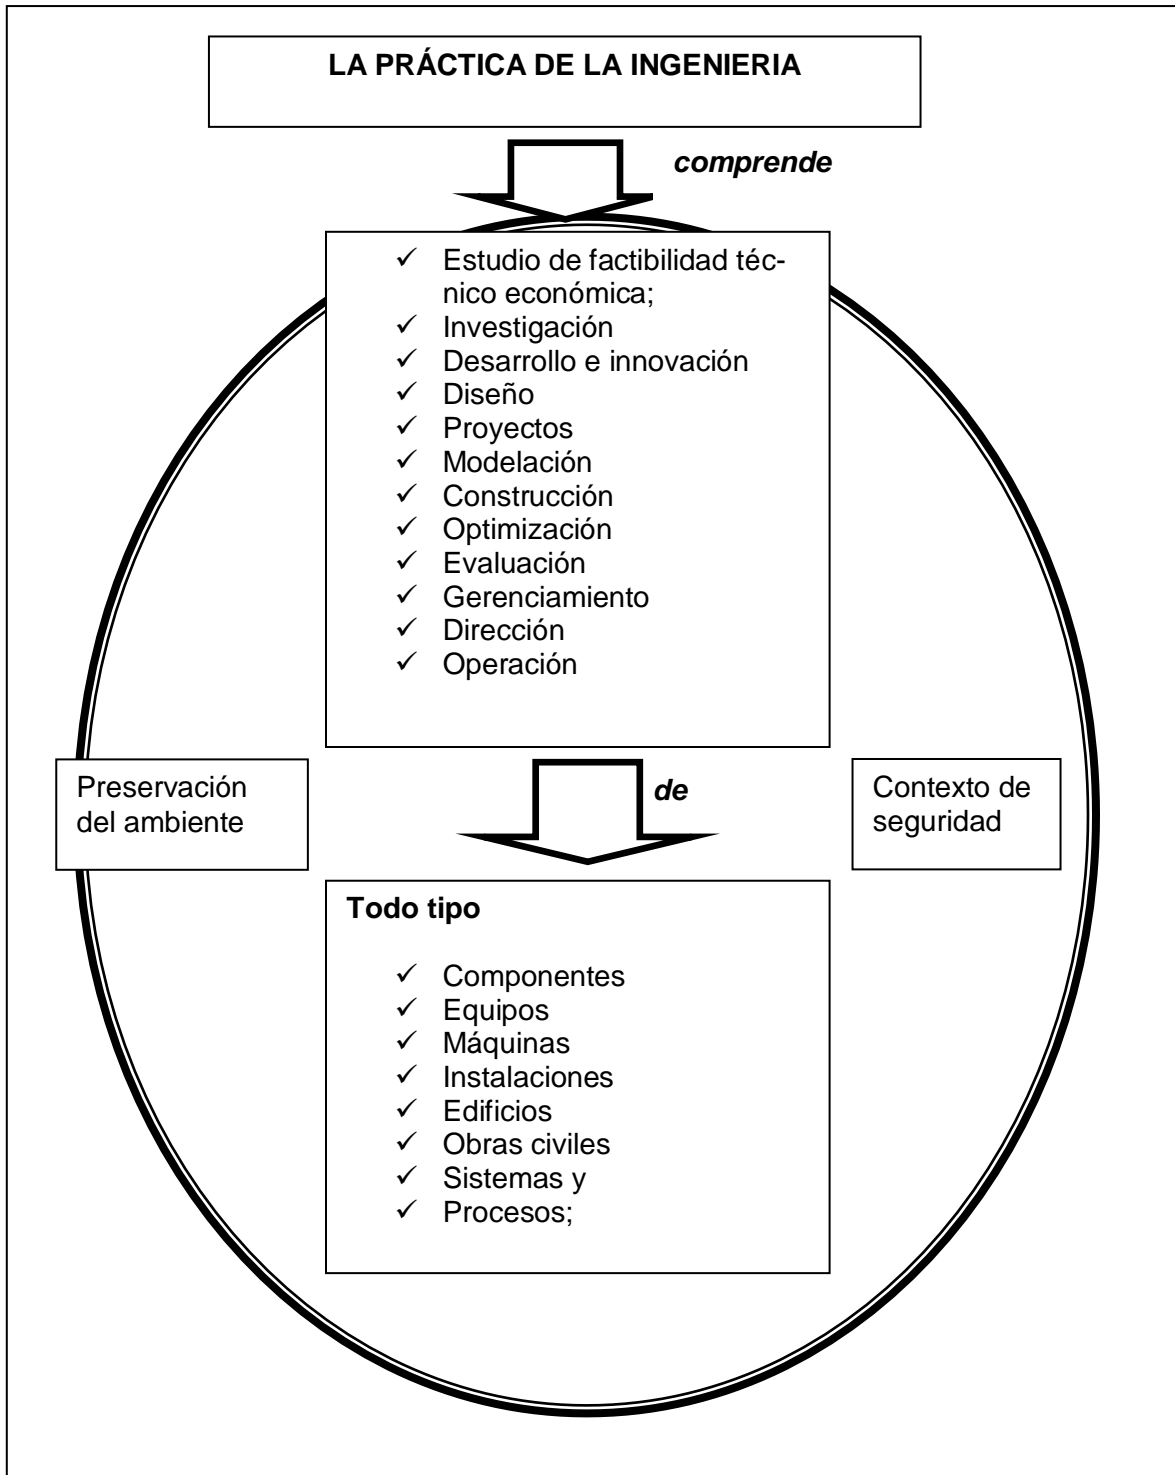 LA PRÁCTICA DE LA INGENIERIA
comprende
✓ Estudio de factibilidad téc-
nico económica;
✓ Investigación
✓ Desarrollo e innovación
✓ Diseño
✓ Proyectos
✓ Modelación
✓ Construcción
✓ Optimización
✓ Evaluación
✓ Gerenciamiento
✓ Dirección
✓ Operación
Preservación
del ambiente
de
Contexto de
seguridad
Todo tipo
✓ Componentes
✓ Equipos
✓ Máquinas
✓ Instalaciones
✓ Edificios
✓ Obras civiles
✓ Sistemas y
✓ Procesos;